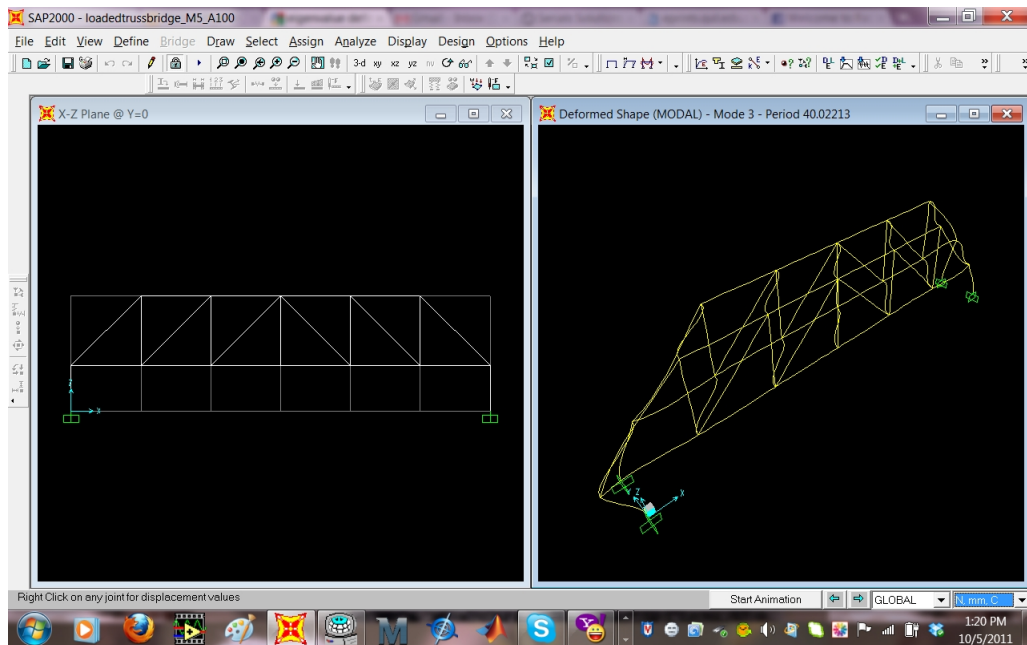 SAP2000 - loadedtrussbridge_M5_A100
File Edit View Define Bridge Draw Select Assign Analyze Display Design Options Help
3-d xy xz yz nv
X-Z Plane @ Y=0
Deformed Shape (MODAL) - Mode 3 - Period 40.02213
Z
X
Z
X
Right Click on any joint for displacement values
Start Animation
GLOBAL
N, mm, C
1:20 PM
10/5/2011